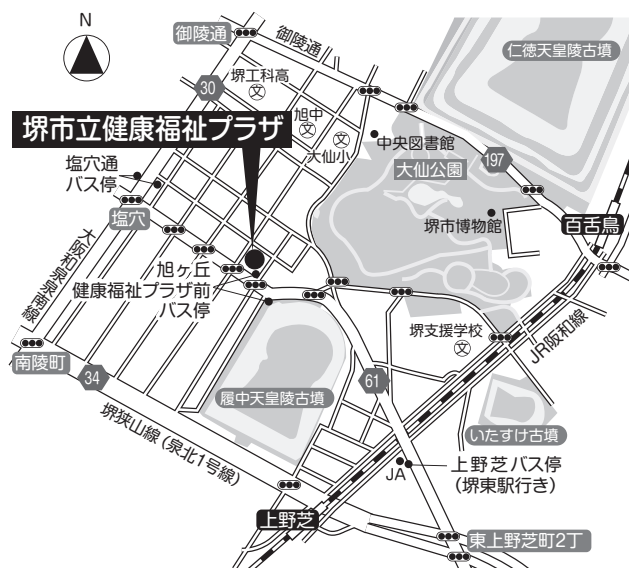 N
御陵通
御陵通
仁徳天皇陵古墳
堺工科高
文
30
旭中
文
文
大仙小
堺市立健康福祉プラザ
中央図書館
大仙公園
197
塩穴通
バス停
塩穴
堺市博物館
百舌鳥
大阪和泉泉南線
旭ヶ丘
健康福祉プラザ前
バス停
堺支援学校
文
JR阪和線
南陵町
34
61
履中天皇陵古墳
いたすけ古墳
堺狭山線(泉北1号線)
JA
上野芝バス停
(堺東駅行き)
上野芝
東上野芝町2丁